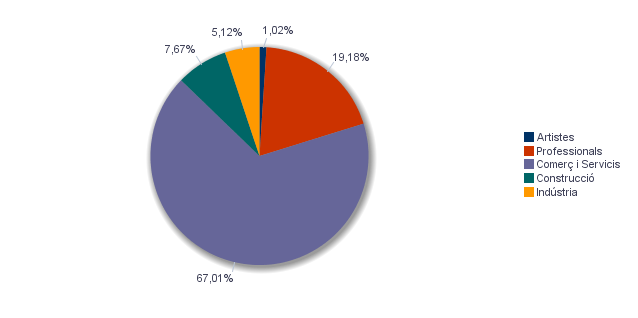 1,02%
5,12%
7,67%
19,18%
67,01%
Artistes
Professionals
Comerç i Servicis
Construcció
Indústria